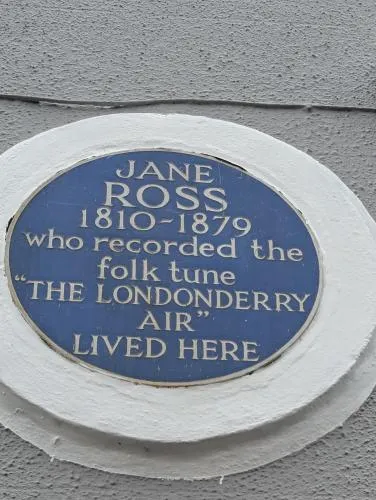 JANE
ROSS
1810-1879
who recorded the
folk tune
"THE LONDONDERRY
AIR"
LIVED HERE